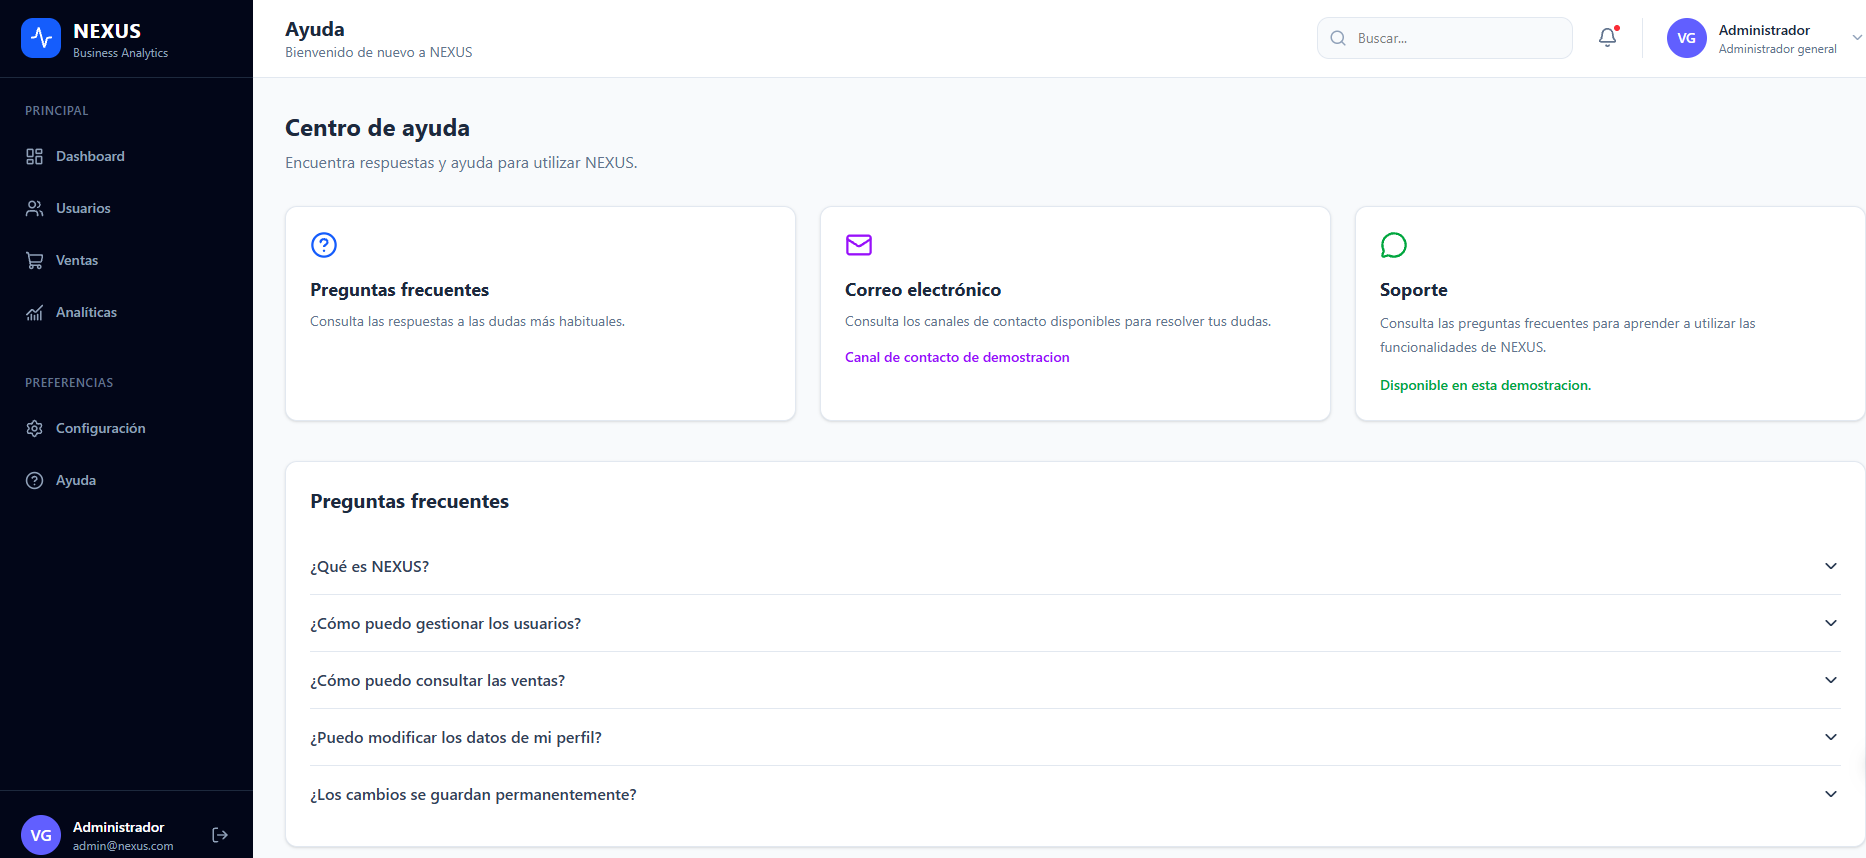 NEXUS
Business Analytics
PRINCIPAL
Dashboard
Usuarios
Ventas
Analíticas
PREFERENCIAS
Configuración
Ayuda
VG
Administrador
admin@nexus.com
Ayuda
Bienvenido de nuevo a NEXUS
Buscar...
VG
Administrador
Administrador general
Centro de ayuda
Encuentra respuestas y ayuda para utilizar NEXUS.
Preguntas frecuentes
Consulta las respuestas a las dudas más habituales.
Correo electrónico
Consulta los canales de contacto disponibles para resolver tus dudas.
Canal de contacto de demostracion
Soporte
Consulta las preguntas frecuentes para aprender a utilizar las
funcionalidades de NEXUS.
Disponible en esta demostracion.
Preguntas frecuentes
¿Qué es NEXUS?
¿Cómo puedo gestionar los usuarios?
¿Cómo puedo consultar las ventas?
¿Puedo modificar los datos de mi perfil?
¿Los cambios se guardan permanentemente?